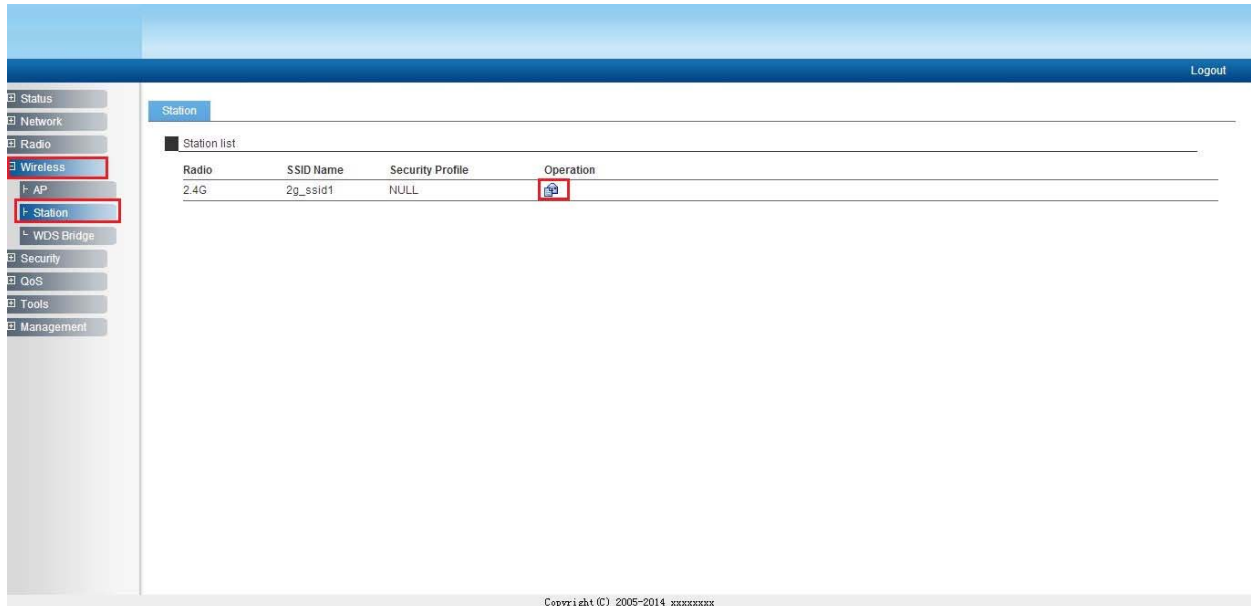 Logout
Status
Network
Radio
Wireless
AP
Station
WDS Bridge
Security
QoS
Tools
Management
Station
Station list
Radio SSID Name Security Profile Operation
2.4G 2g_ssid1 NULL
Copyright(C) 2005-2014 xxxxxxxx